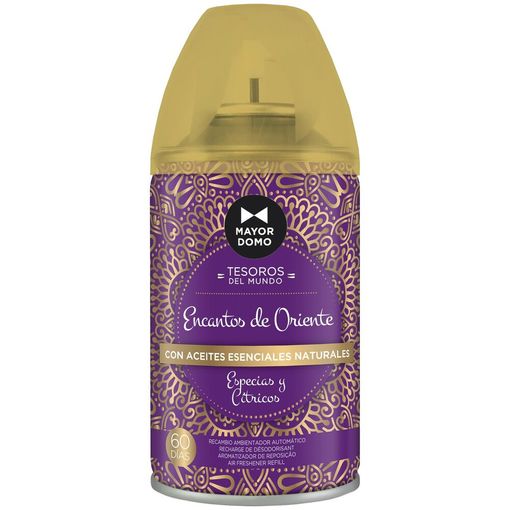 MAYOR
DOMO
TESOROS
DEL MUNDO
Encantos de Oriente
CON ACEITES ESENCIALES NATURALES
Especias y
Cítricos
60
DÍAS
RECAMBIO AMBIENTADOR AUTOMÁTICO
RECHARGE DE DÉSODORISANT
AROMATIZADOR DE REPOSIÇÃO
AIR FRESHENER REFILL